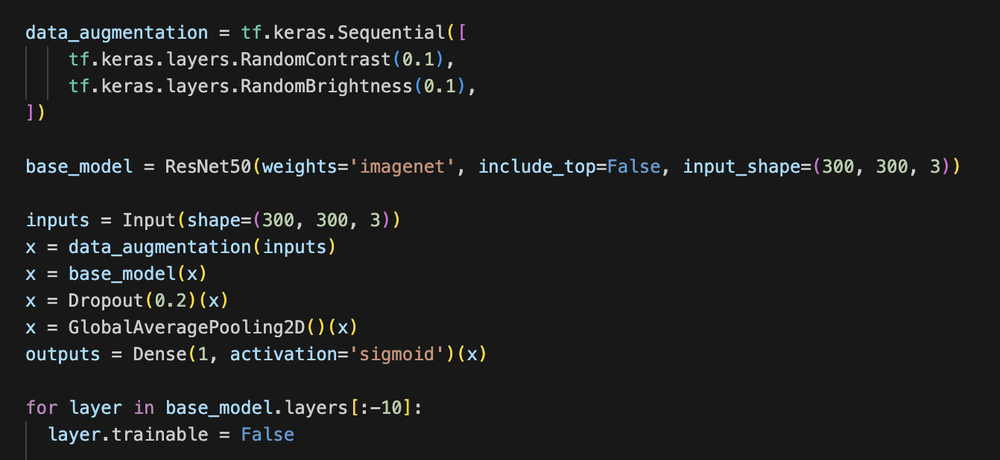 data_augmentation = tf.keras.Sequential([
    tf.keras.layers.RandomContrast(0.1),
    tf.keras.layers.RandomBrightness(0.1),
])
base_model = ResNet50(weights='imagenet', include_top=False, input_shape=(300, 300, 3))
inputs = Input(shape=(300, 300, 3))
x = data_augmentation(inputs)
x = base_model(x)
x = Dropout(0.2)(x)
x = GlobalAveragePooling2D()(x)
outputs = Dense(1, activation='sigmoid')(x)
for layer in base_model.layers[:-10]:
  layer.trainable = False